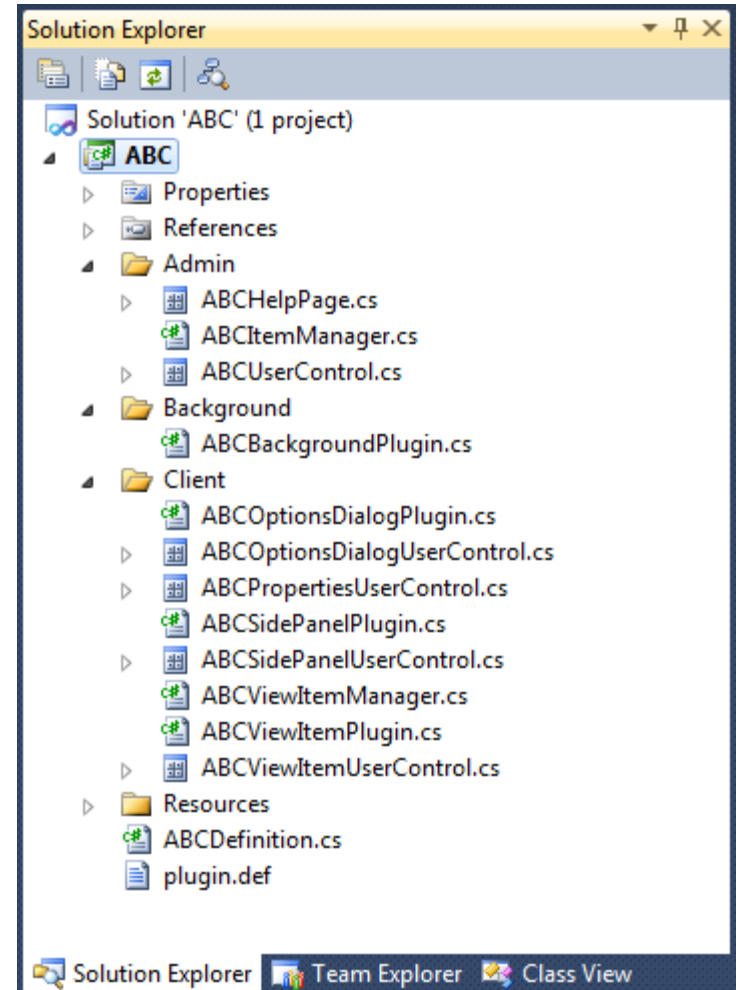 Solution Explorer
Solution 'ABC' (1 project)
ABC
Properties
References
Admin
ABCHelpPage.cs
ABCItemManager.cs
ABCUserControl.cs
Background
ABCBackgroundPlugin.cs
Client
ABCOptionsDialogPlugin.cs
ABCOptionsDialogUserControl.cs
ABCPropertiesUserControl.cs
ABCSidePanelPlugin.cs
ABCSidePanelUserControl.cs
ABCViewItemManager.cs
ABCViewItemPlugin.cs
ABCViewItemUserControl.cs
Resources
ABCDefinition.cs
plugin.def
Solution Explorer Team Explorer Class View